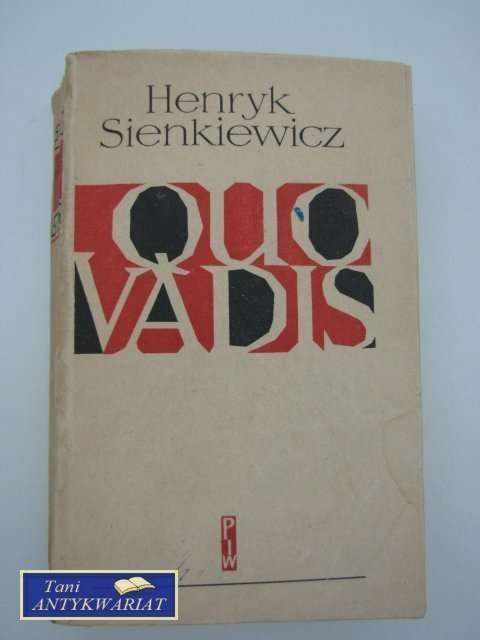 Henryk
Sienkiewicz
QUO
VADIS
PIW
Tani
ANTYKWARIAT